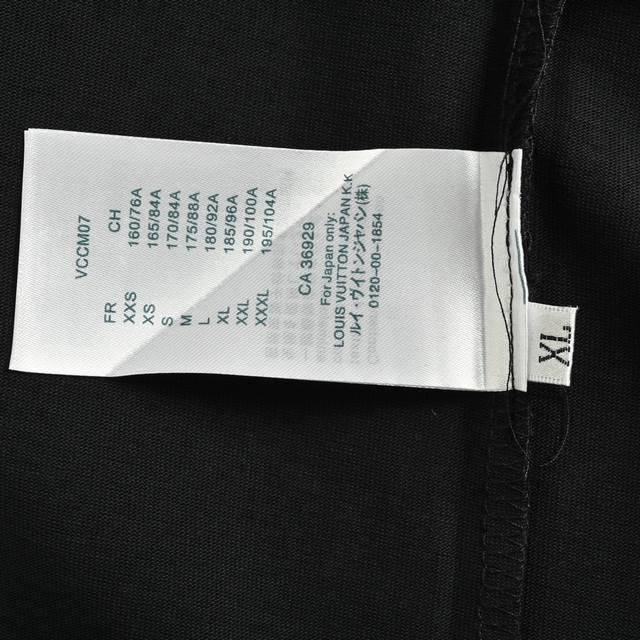 VCCM07
FR CH
XXS 160/76A
XS 165/84A
S 170/84A
M 175/88A
L 180/92A
XL 185/96A
XXL 190/100A
XXXL 195/104A
CA 36929
For Japan only:
LOUIS VUITTON JAPAN K.K
ルイ・ヴィトンジャパン(株)
0120-00-1854
XL